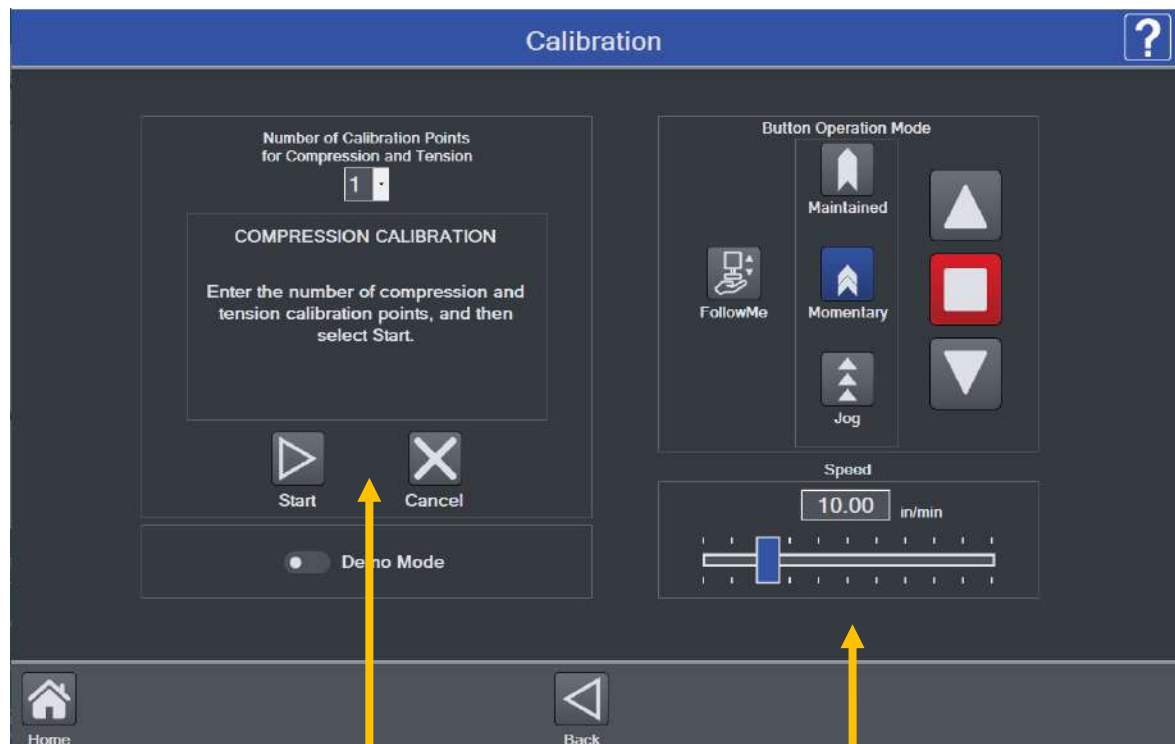 Calibration
?
Number of Calibration Points
for Compression and Tension
1
COMPRESSION CALIBRATION
Enter the number of compression and
tension calibration points, and then
select Start.
Start
Cancel
Demo Mode
Button Operation Mode
Maintained
FollowMe
Momentary
Jog
Speed
10.00 in/min
Home
Back